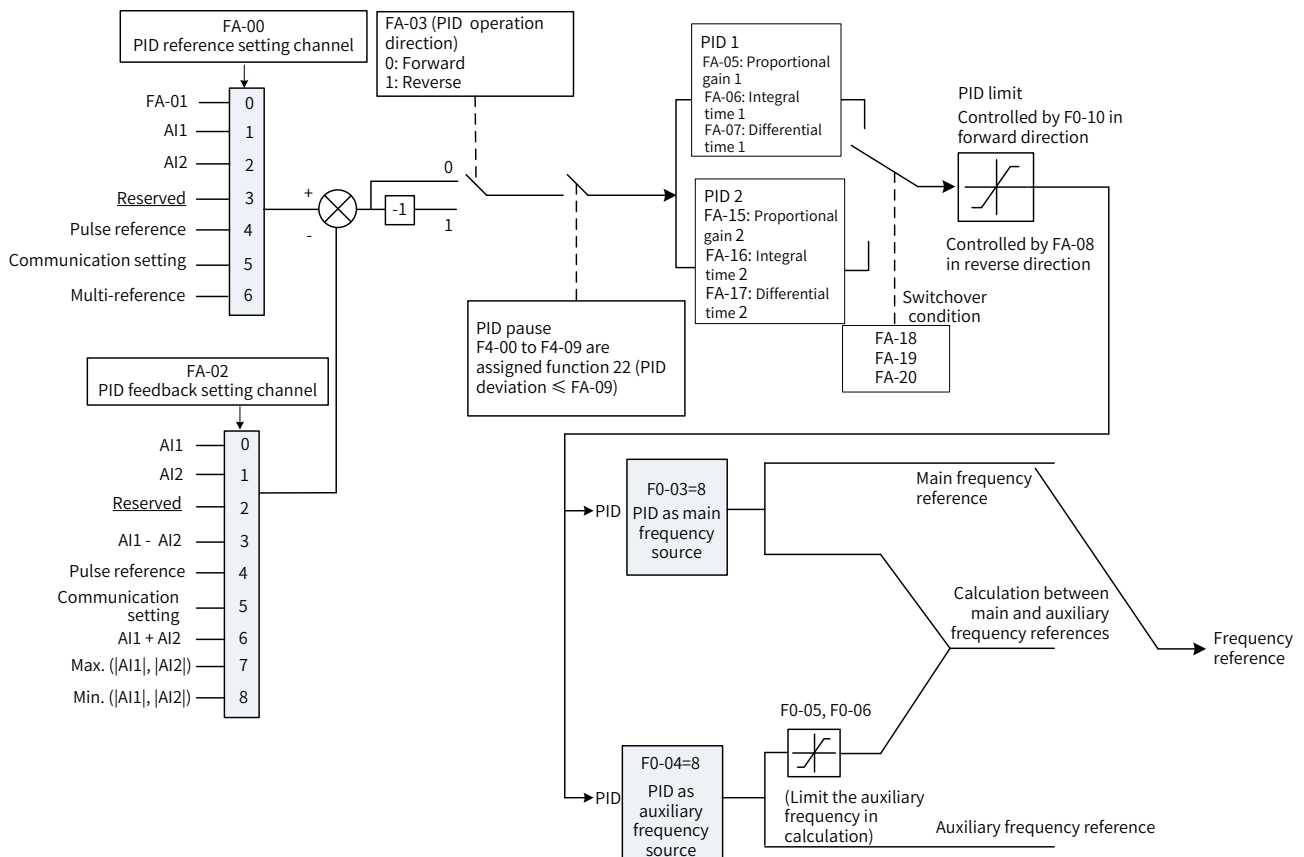 FA-00
PID reference setting channel
FA-01
AI1
AI2
Reserved
Pulse reference
Communication setting
Multi-reference
0
1
2
3
4
5
6
+
-
-1
0
1
FA-03 (PID operation
direction)
0: Forward
1: Reverse
PID pause
F4-00 to F4-09 are
assigned function 22 (PID
deviation ≤ FA-09)
PID 1
FA-05: Proportional
gain 1
FA-06: Integral
time 1
FA-07: Differential
time 1
PID 2
FA-15: Proportional
gain 2
FA-16: Integral
time 2
FA-17: Differential
time 2
PID limit
Controlled by F0-10 in
forward direction
Controlled by FA-08
in reverse direction
Switchover
condition
FA-18
FA-19
FA-20
FA-02
PID feedback setting channel
AI1
AI2
Reserved
AI1 - AI2
Pulse reference
Communication
setting
AI1 + AI2
Max. (|AI1|, |AI2|)
Min. (|AI1|, |AI2|)
0
1
2
3
4
5
6
7
8
PID
F0-03=8
PID as main
frequency
source
Main frequency
reference
Calculation between
main and auxiliary
frequency references
Frequency
reference
F0-05, F0-06
PID
F0-04=8
PID as
auxiliary
frequency
source
(Limit the auxiliary
frequency in
calculation)
Auxiliary frequency reference